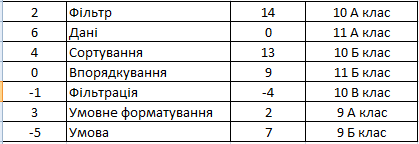 2 Фільтр 14 10 А клас
6 Дані 0 11 А клас
4 Сортування 13 10 Б клас
0 Впорядкування 9 11 Б клас
-1 Фільтрація -4 10 В клас
3 Умовне форматування 2 9 А клас
-5 Умова 7 9 Б клас